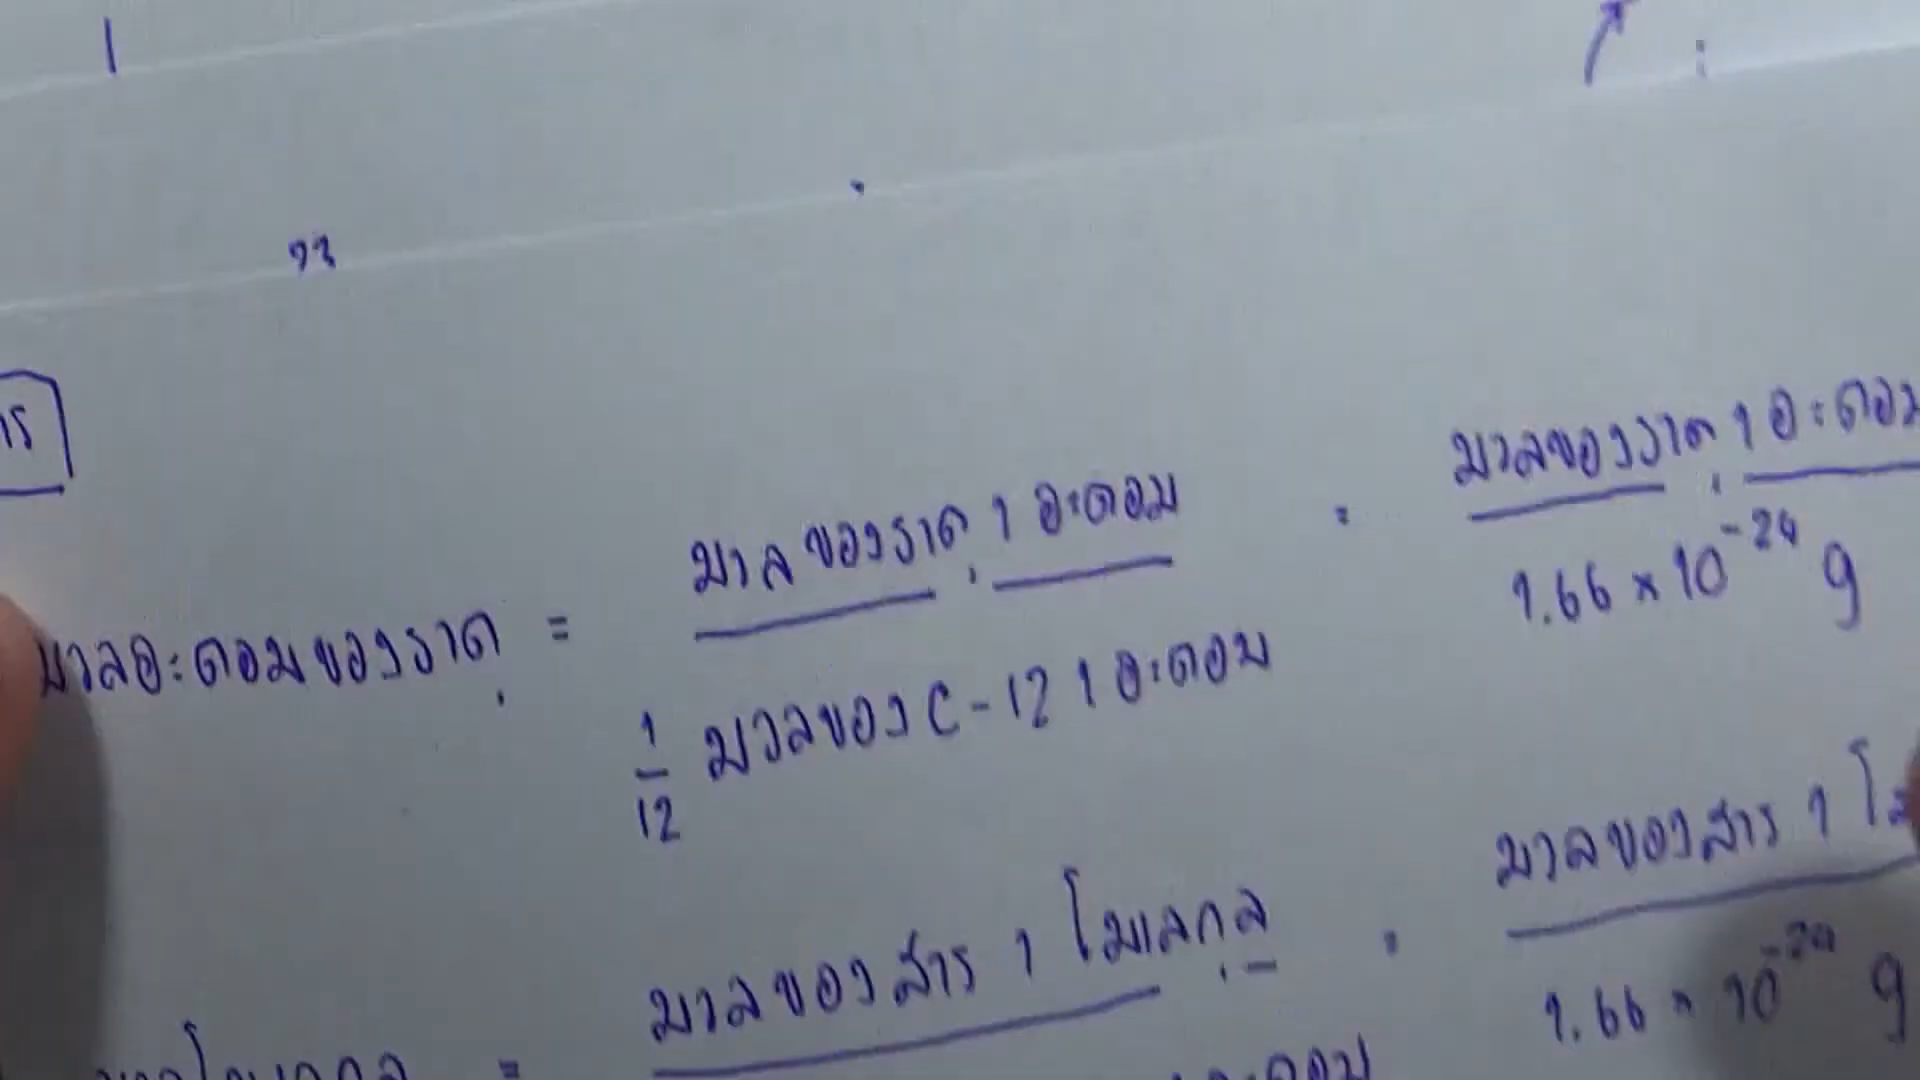 มวลอะตอมของธาตุ = มวลของธาตุ 1 อะตอม / 1/12 มวลของ C-12 1 อะตอม = มวลของธาตุ 1 อะตอม / 1.66 × 10^-24 g
มวลของสาร 1 โมเลกุล = มวลของสาร 1
1.66 × 10^-24 g